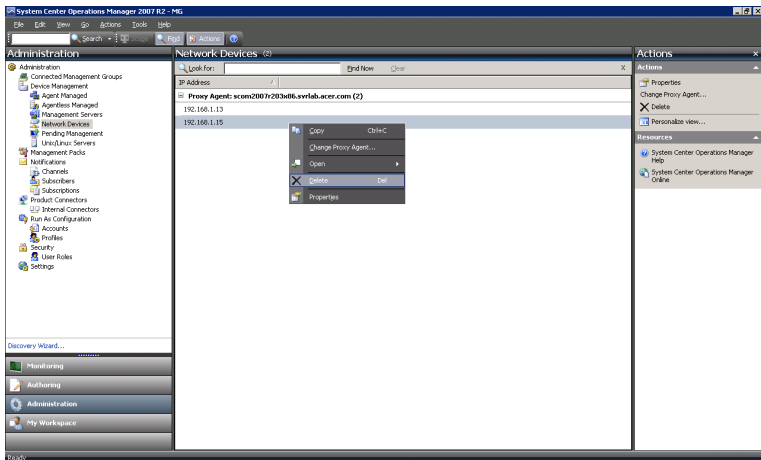 System Center Operations Manager 2007 R2 - MG
File Edit View Go Actions Tools Help
Search Scope Find Actions
Administration
Administration
Connected Management Groups
Device Management
Agent Managed
Agentless Managed
Management Servers
Network Devices
Pending Management
Unix/Linux Servers
Management Packs
Notifications
Channels
Subscribers
Subscriptions
Product Connectors
Internal Connectors
Run As Configuration
Accounts
Profiles
Security
User Roles
Settings
Discovery Wizard...
Monitoring
Authoring
Administration
My Workspace
Ready
Network Devices (2)
Look for: Find Now Clear x
IP Address
Proxy Agent: scom2007r203x86.svrlab.acer.com (2)
192.168.1.13
192.168.1.15
Copy Ctrl+C
Change Proxy Agent...
Open
Delete Del
Properties
Actions x
Actions
Properties
Change Proxy Agent...
Delete
Personalize view...
Resources
System Center Operations Manager
Help
System Center Operations Manager
Online